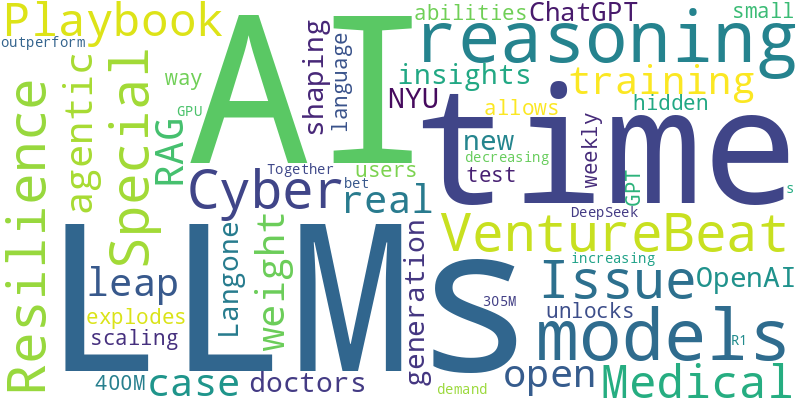 Playbook
outperform
AI
abilities
ChatGPT
small
reasoning
shaping
language
way
GPU
insights
training
NYU
allows
hidden
Resilience
agentic
Special
RAG
time
new
decreasing
test
weekly
GPT
Together
users
bet
Cyber
real
DeepSeek
s
VentureBeat
LLMs
Langone
weight
generation
leap
explodes
scaling
305M
increasing
Issue
OpenAI
unlocks
models
R1
400M
case
doctors
demand
open
Medical